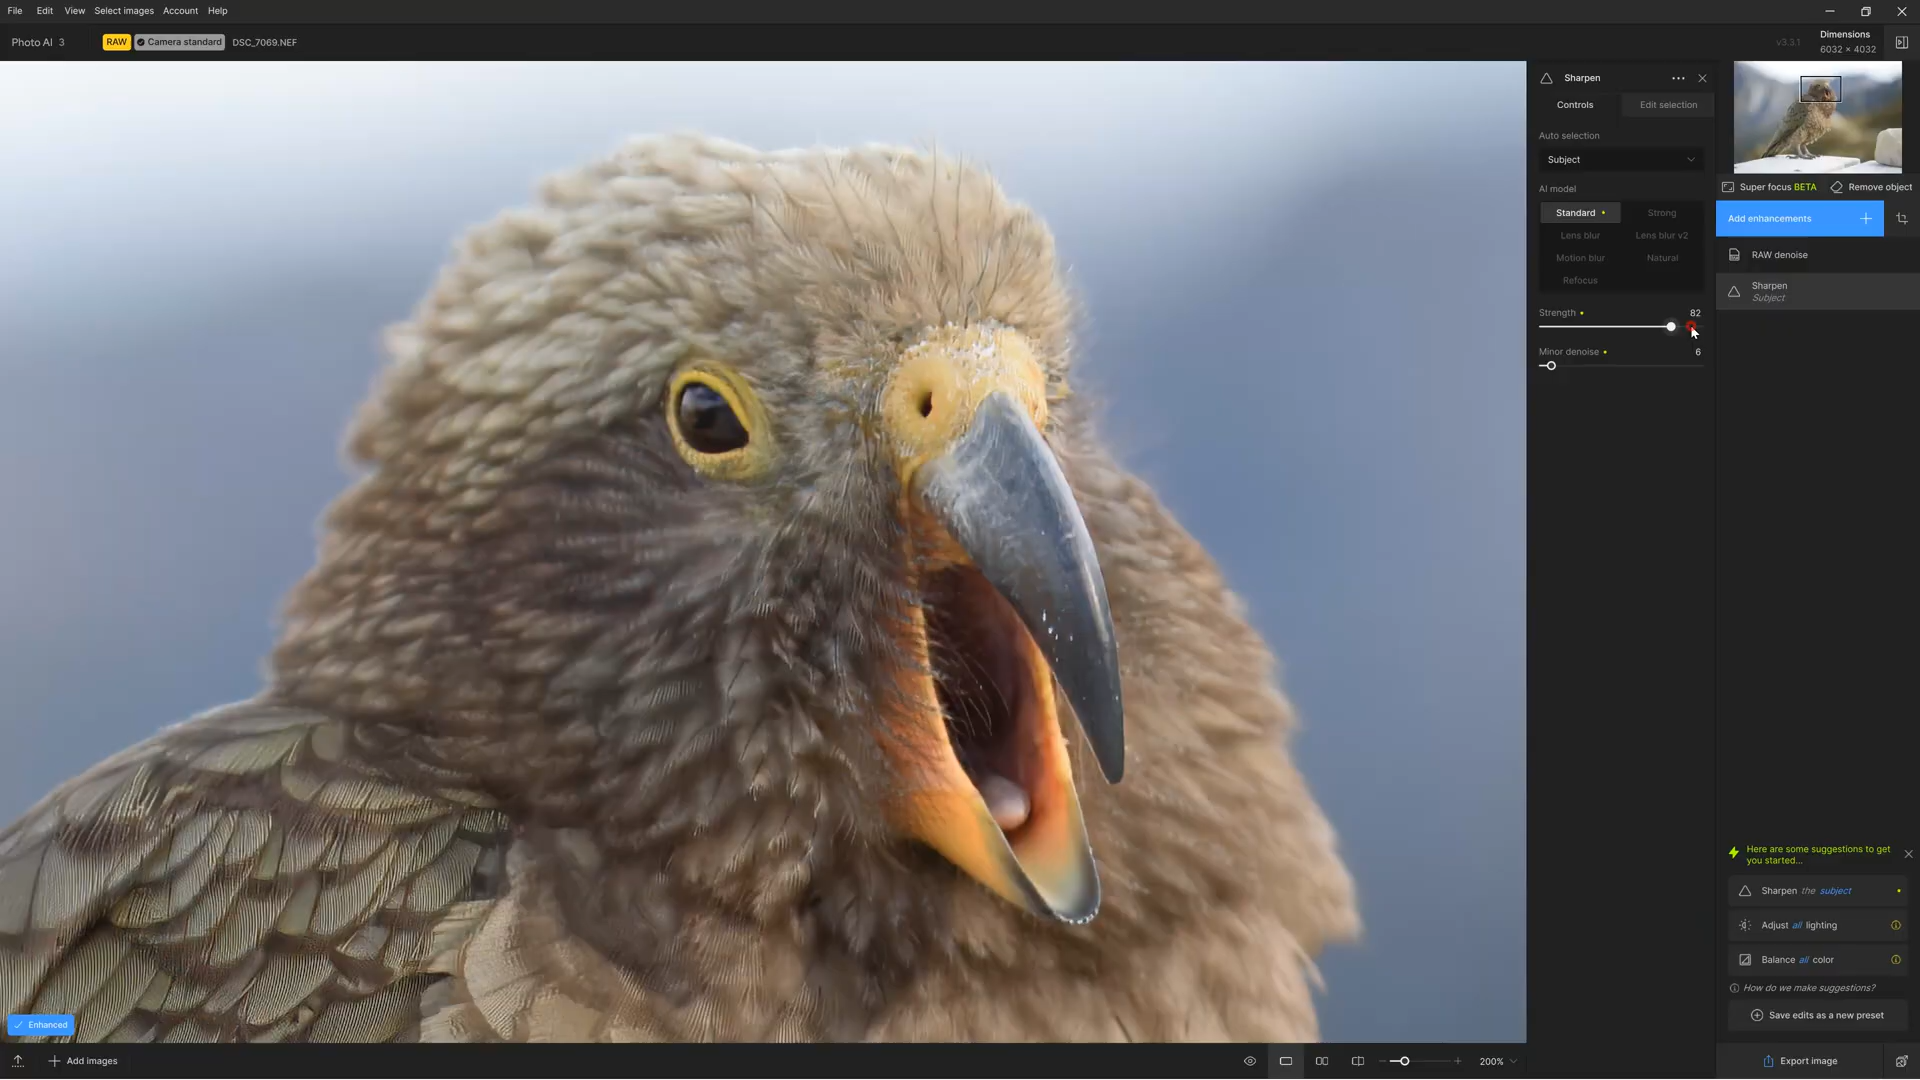 File Edit View Select images Account Help
Photo AI 3 RAW Camera standard DSC_7069.NEF v3.3.1 Dimensions
6032 × 4032
Sharpen
Controls Edit selection
Auto selection
Subject
AI model
Standard Strong
Lens blur Lens blur v2
Motion blur Natural
Refocus
Strength 82
Minor denoise 6
Super focus BETA Remove object
Add enhancements
RAW denoise
Sharpen
Subject
Here are some suggestions to get
you started...
Sharpen the subject
Adjust all lighting
Balance all color
How do we make suggestions?
Save edits as a new preset
Enhanced
Add images 200% Export image